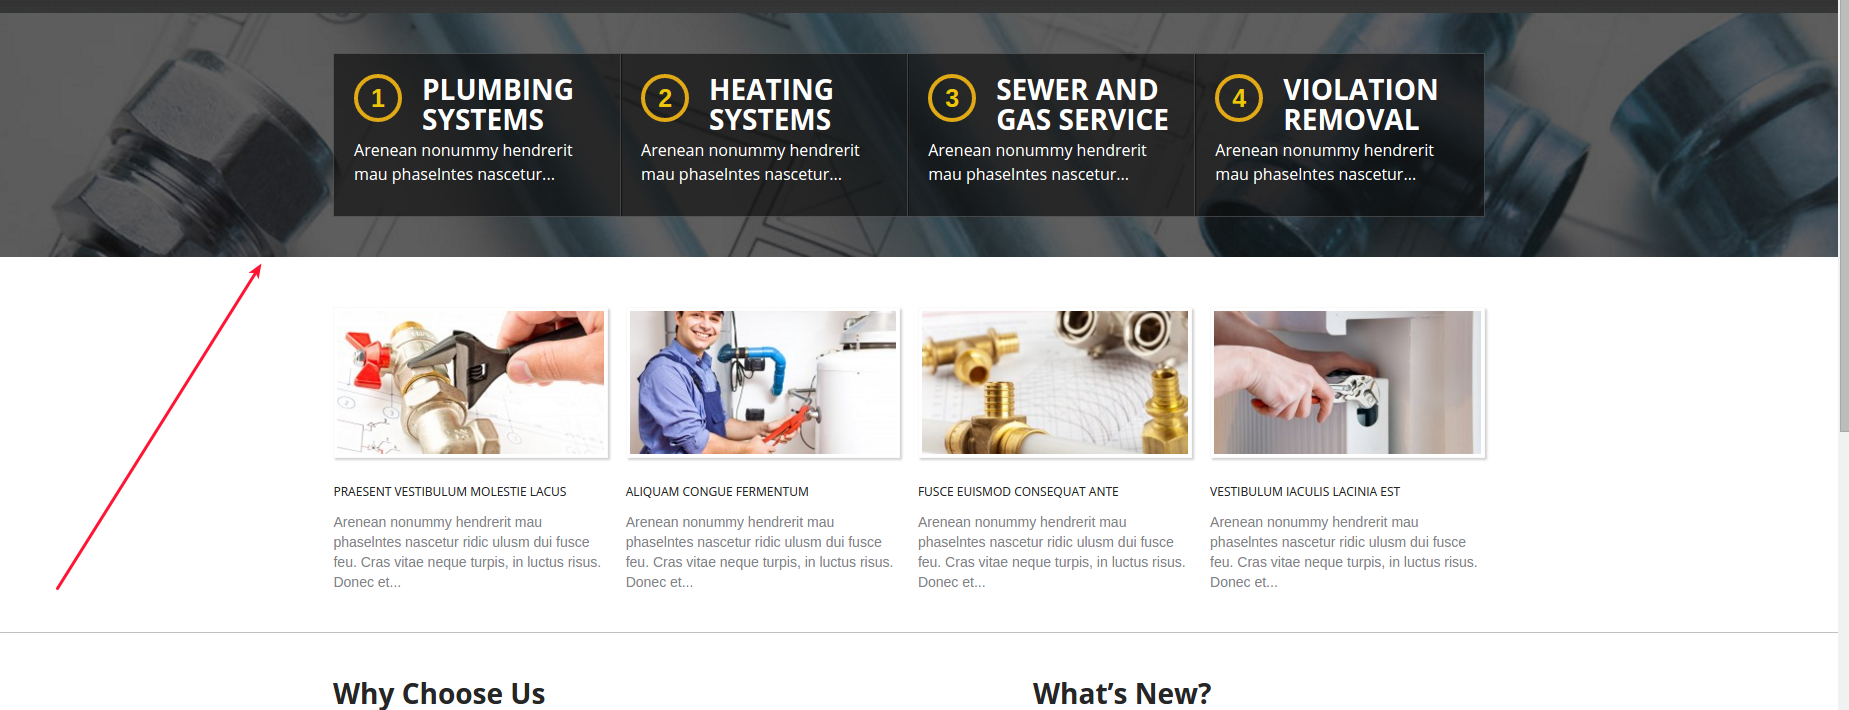 1 PLUMBING
SYSTEMS
Arenean nonummy hendrerit
mau phaselntes nascetur...
2 HEATING
SYSTEMS
Arenean nonummy hendrerit
mau phaselntes nascetur...
3 SEWER AND
GAS SERVICE
Arenean nonummy hendrerit
mau phaselntes nascetur...
4 VIOLATION
REMOVAL
Arenean nonummy hendrerit
mau phaselntes nascetur...
PRAESENT VESTIBULUM MOLESTIE LACUS
Arenean nonummy hendrerit mau
phaselntes nascetur ridic ulusm dui fusce
feu. Cras vitae neque turpis, in luctus risus.
Donec et...
ALIQUAM CONGUE FERMENTUM
Arenean nonummy hendrerit mau
phaselntes nascetur ridic ulusm dui fusce
feu. Cras vitae neque turpis, in luctus risus.
Donec et...
FUSCE EUISMOD CONSEQUAT ANTE
Arenean nonummy hendrerit mau
phaselntes nascetur ridic ulusm dui fusce
feu. Cras vitae neque turpis, in luctus risus.
Donec et...
VESTIBULUM IACULIS LACINIA EST
Arenean nonummy hendrerit mau
phaselntes nascetur ridic ulusm dui fusce
feu. Cras vitae neque turpis, in luctus risus.
Donec et...
Why Choose Us
What's New?